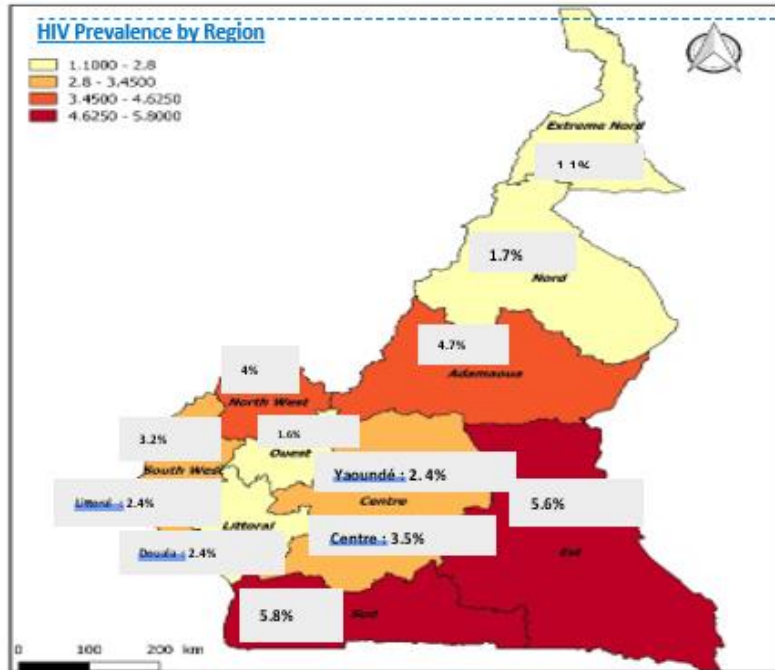 HIV Prevalence by Region
1.1000 - 2.8
2.8 - 3.4500
3.4500 - 4.6250
4.6250 - 5.8000
Extreme Nord
1.1%
1.7%
Nord
4.7%
Adamaoua
4%
North West
3.2%
1.6%
Ouest
South West
Yaoundé : 2.4%
Centre
Littoral : 2.4%
5.6%
Littoral
Centre : 3.5%
Douala : 2.4%
Est
5.8%
Sud
0 100 200 km